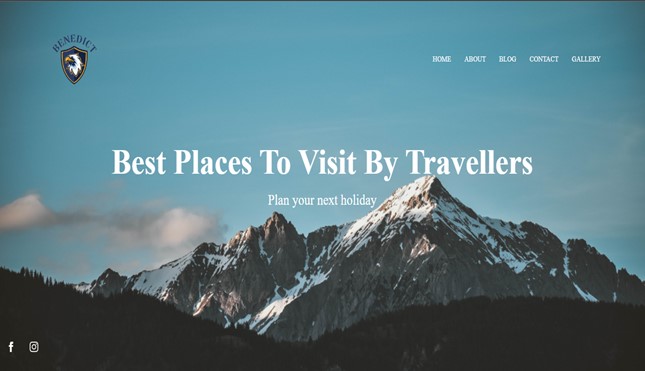 BENEDICT
HOME ABOUT BLOG CONTACT GALLERY
Best Places To Visit By Travellers
Plan your next holiday